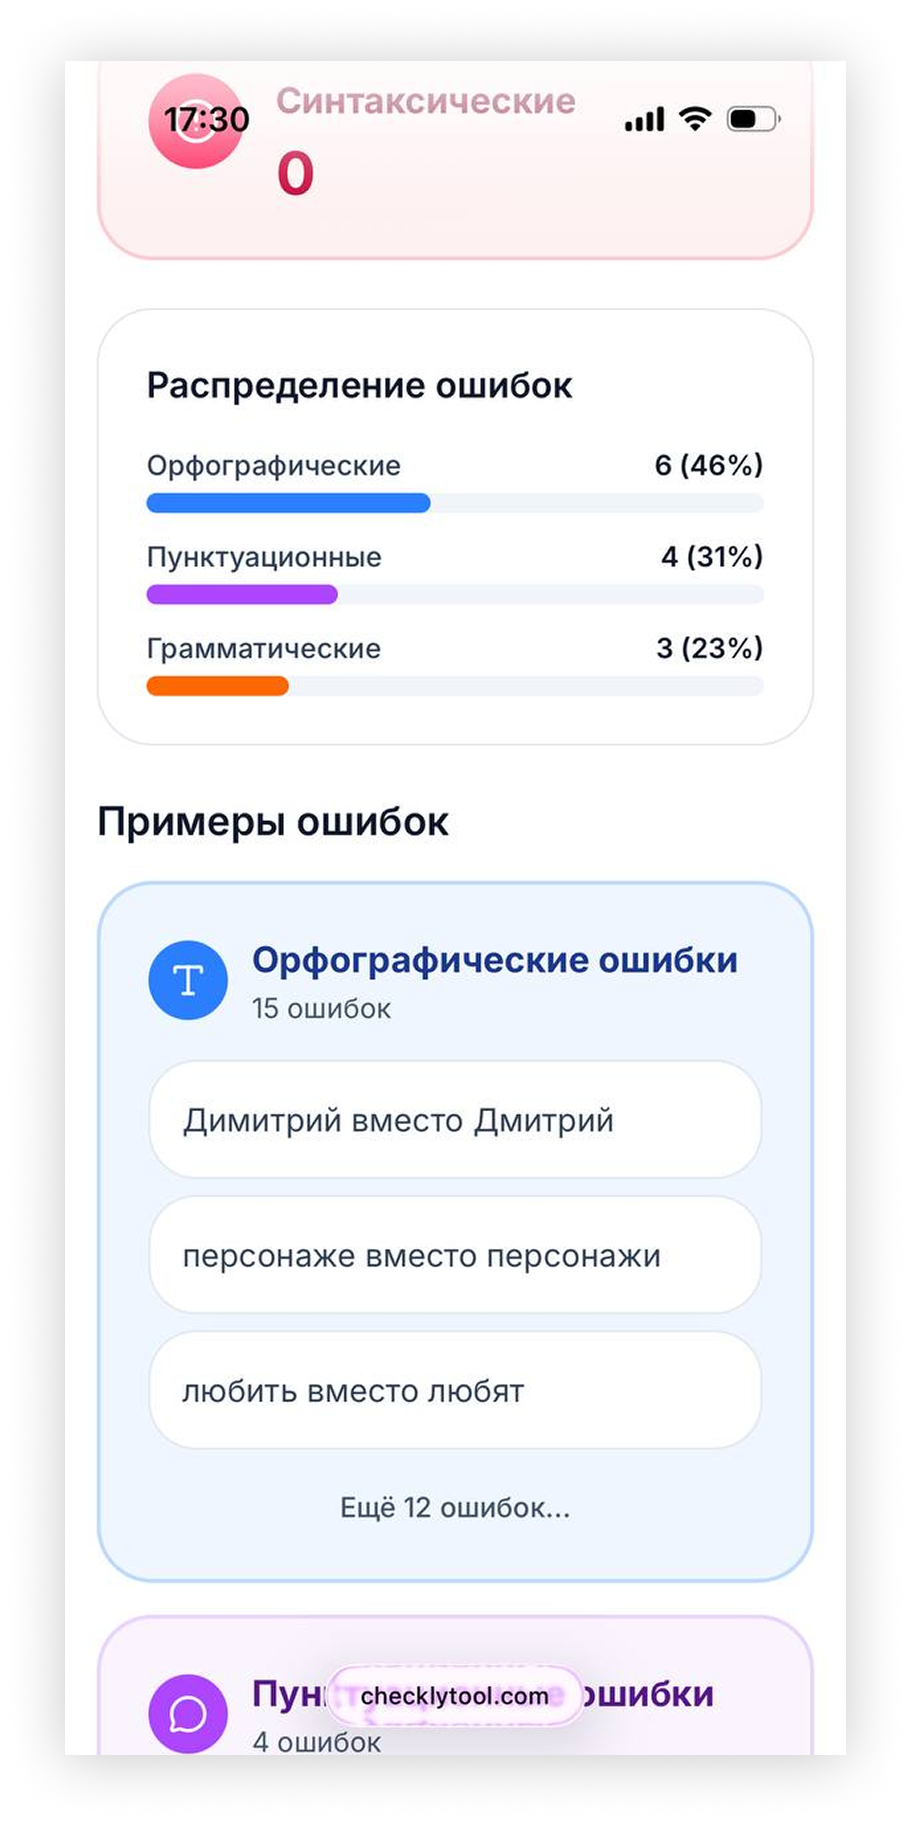 17:30
Синтаксические
0
Распределение ошибок
Орфографические 6 (46%)
Пунктуационные 4 (31%)
Грамматические 3 (23%)
Примеры ошибок
Орфографические ошибки
15 ошибок
Димитрий вместо Дмитрий
персонаже вместо персонажи
любить вместо любят
Ещё 12 ошибок...
Пунктуационные ошибки
checklytool.com
4 ошибок